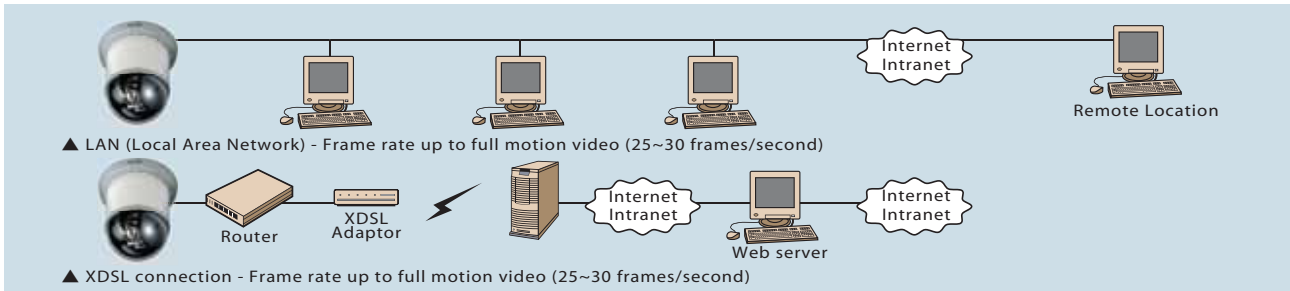 Internet
Intranet
Remote Location
▲ LAN (Local Area Network) - Frame rate up to full motion video (25~30 frames/second)
Router
XDSL
Adaptor
Internet
Intranet
Web server
Internet
Intranet
▲ XDSL connection - Frame rate up to full motion video (25~30 frames/second)